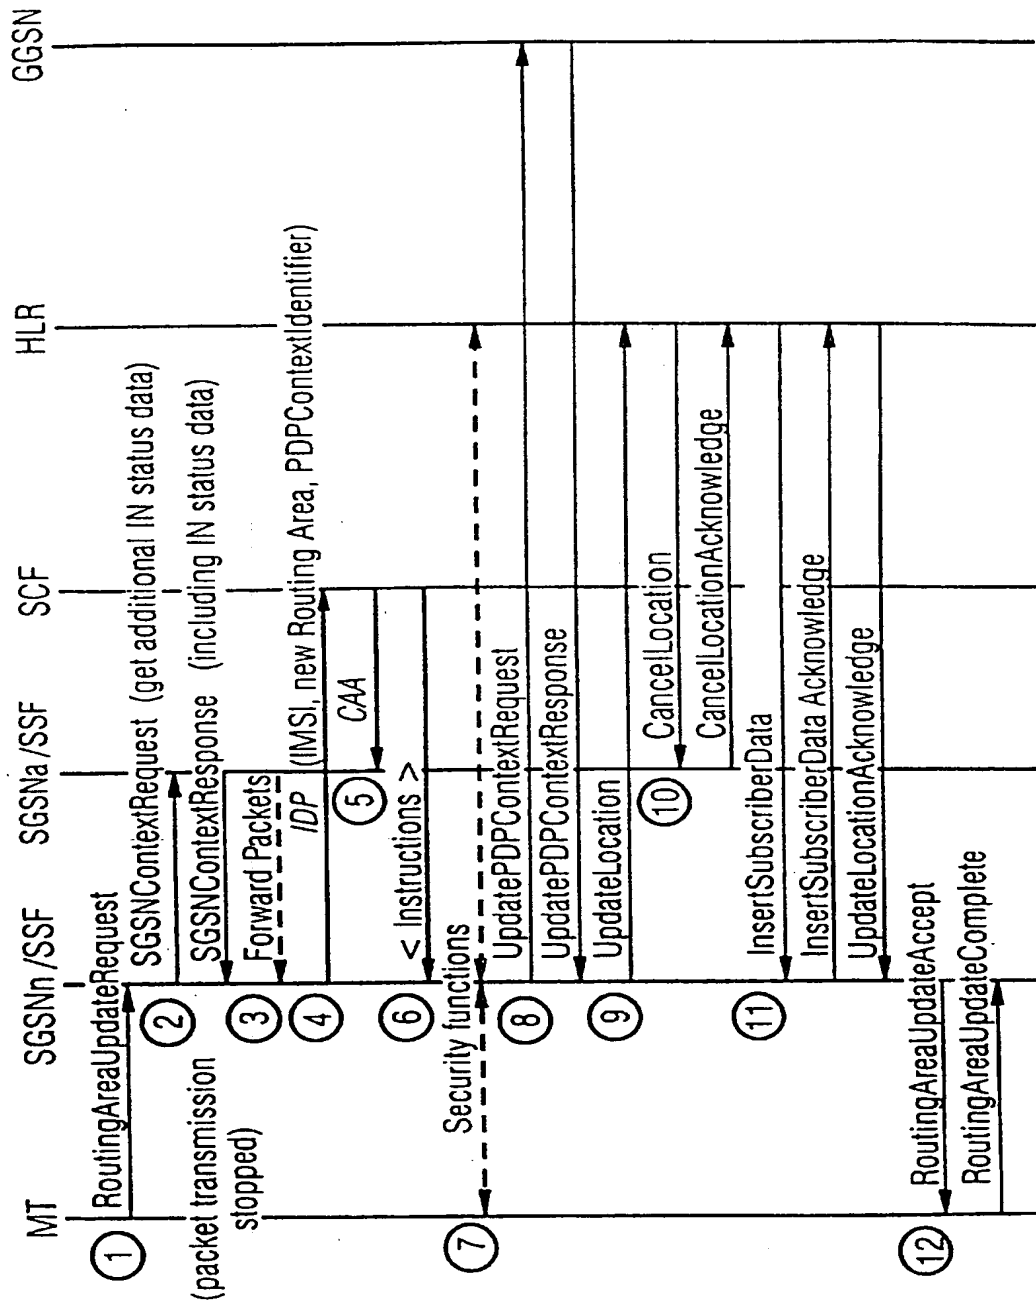 MT
SGSNn/SSF
SGSNa/SSF
SCF
HLR
GGSN
1
RoutingAreaUpdateRequest
(packet transmission
stopped)
2
SGSNContextRequest (get additional IN status data)
SGSNContextResponse (including IN status data)
3
Forward Packets
4
IDP (IMSI, new Routing Area, PDPContextIdentifier)
5
CAA
6
< Instructions >
7
Security functions
8
UpdatePDPContextRequest
UpdatePDPContextResponse
9
UpdateLocation
10
CancelLocation
CancelLocationAcknowledge
11
InsertSubscriberData
InsertSubscriberData Acknowledge
UpdateLocationAcknowledge
12
RoutingAreaUpdateAccept
RoutingAreaUpdateComplete